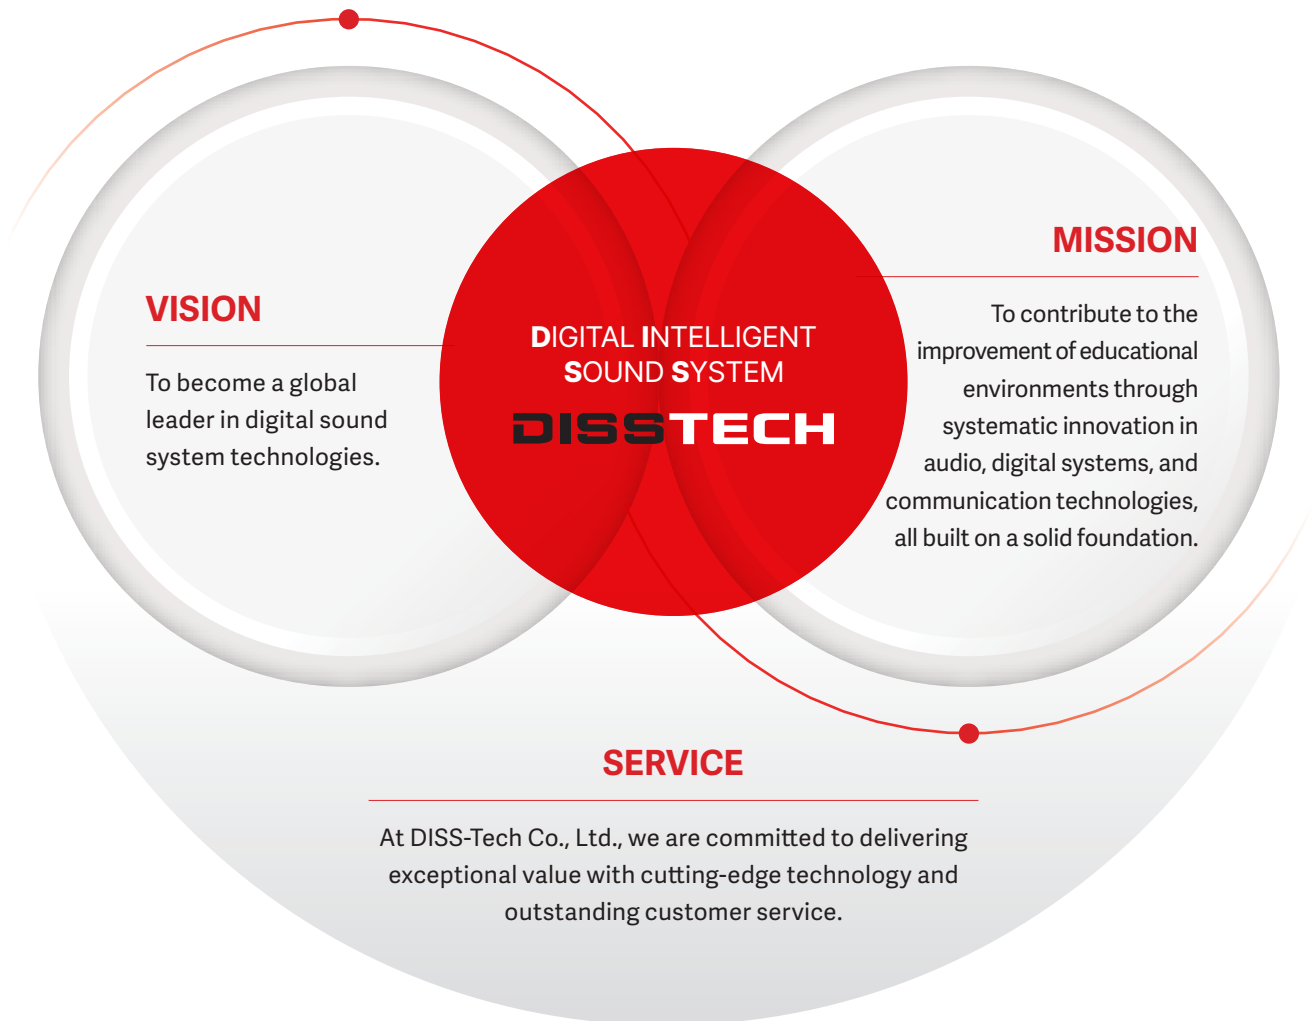 VISION
To become a global
leader in digital sound
system technologies.
DIGITAL INTELLIGENT
SOUND SYSTEM
DISSTECH
MISSION
To contribute to the
improvement of educational
environments through
systematic innovation in
audio, digital systems, and
communication technologies,
all built on a solid foundation.
SERVICE
At DISS-Tech Co., Ltd., we are committed to delivering
exceptional value with cutting-edge technology and
outstanding customer service.